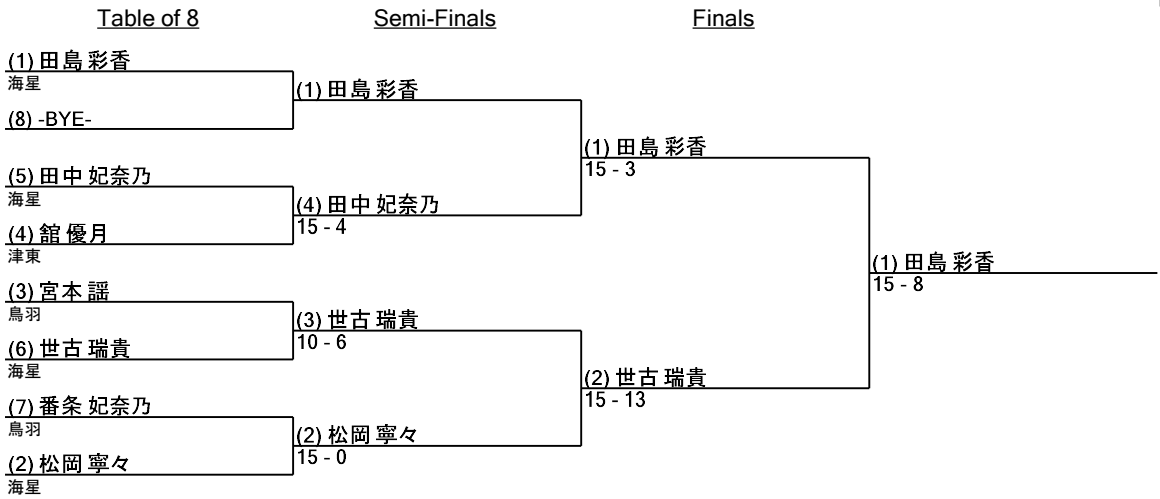 Table of 8
Semi-Finals
Finals
(1) 田島 彩香
海星
(8) -BYE-
(5) 田中 妃奈乃
海星
(4) 舘 優月
津東
(3) 宮本 謡
鳥羽
(6) 世古 瑞貴
海星
(7) 番条 妃奈乃
鳥羽
(2) 松岡 寧々
海星
(1) 田島 彩香
(4) 田中 妃奈乃
15 - 4
(3) 世古 瑞貴
10 - 6
(2) 松岡 寧々
15 - 0
(1) 田島 彩香
15 - 3
(2) 世古 瑞貴
15 - 13
(1) 田島 彩香
15 - 8